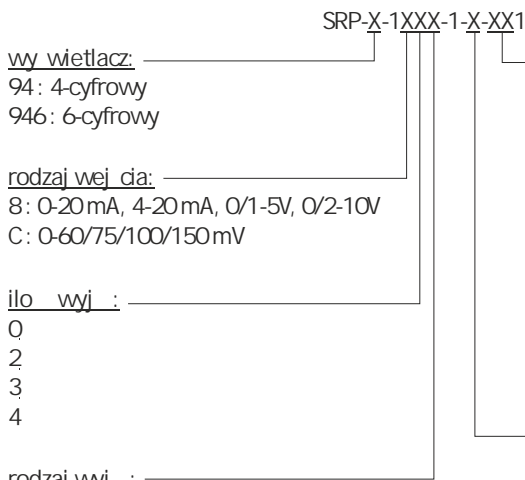 SRP-X-1XXX-1-X-XX1
wy wietlacz:
94: 4-cyfrowy
946: 6-cyfrowy
rodzaj wej cia:
8: 0-20 mA, 4-20 mA, 0/1-5V, 0/2-10V
C: 0-60/75/100/150 mV
ilo wyj :
0
2
3
4
rodzaj wyj :